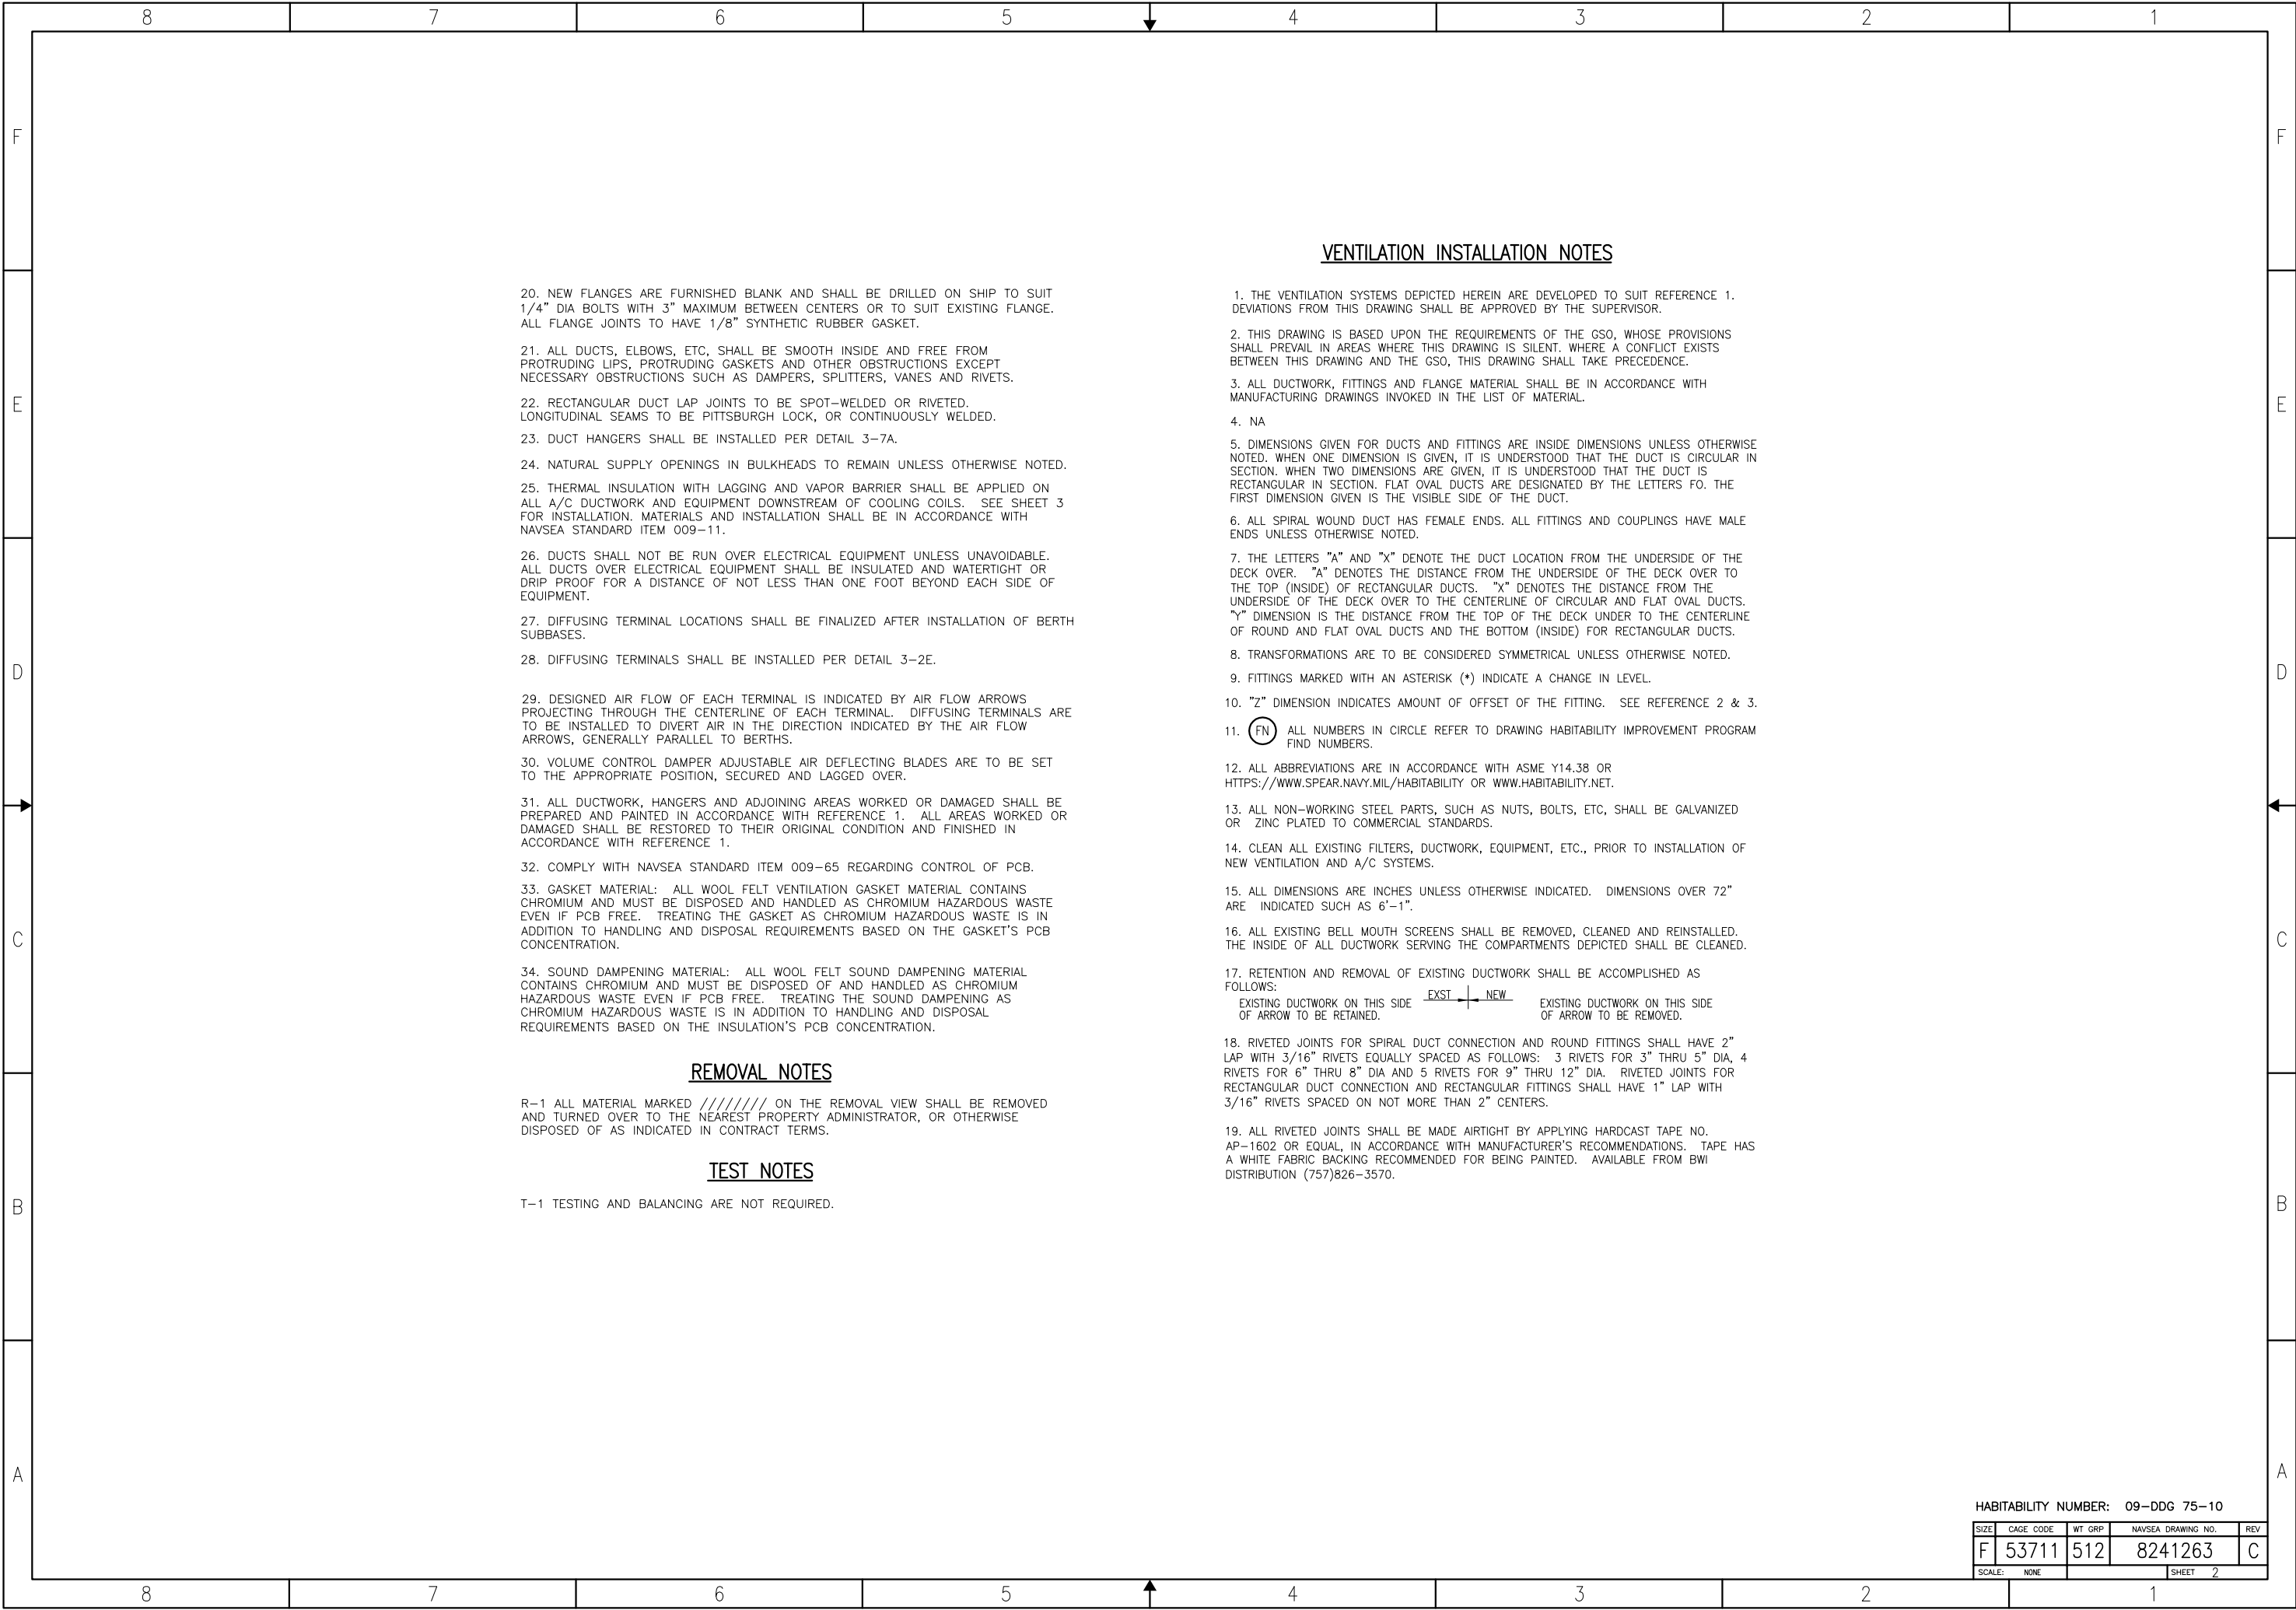 8 7 6 5 4 3 2 1
F
E
D
C
B
A
VENTILATION INSTALLATION NOTES
1. THE VENTILATION SYSTEMS DEPICTED HEREIN ARE DEVELOPED TO SUIT REFERENCE 1.
DEVIATIONS FROM THIS DRAWING SHALL BE APPROVED BY THE SUPERVISOR.
2. THIS DRAWING IS BASED UPON THE REQUIREMENTS OF THE GSO, WHOSE PROVISIONS
SHALL PREVAIL IN AREAS WHERE THIS DRAWING IS SILENT. WHERE A CONFLICT EXISTS
BETWEEN THIS DRAWING AND THE GSO, THIS DRAWING SHALL TAKE PRECEDENCE.
3. ALL DUCTWORK, FITTINGS AND FLANGE MATERIAL SHALL BE IN ACCORDANCE WITH
MANUFACTURING DRAWINGS INVOKED IN THE LIST OF MATERIAL.
4. NA
5. DIMENSIONS GIVEN FOR DUCTS AND FITTINGS ARE INSIDE DIMENSIONS UNLESS OTHERWISE
NOTED. WHEN ONE DIMENSION IS GIVEN, IT IS UNDERSTOOD THAT THE DUCT IS CIRCULAR IN
SECTION. WHEN TWO DIMENSIONS ARE GIVEN, IT IS UNDERSTOOD THAT THE DUCT IS
RECTANGULAR IN SECTION. FLAT OVAL DUCTS ARE DESIGNATED BY THE LETTERS FO. THE
FIRST DIMENSION GIVEN IS THE VISIBLE SIDE OF THE DUCT.
6. ALL SPIRAL WOUND DUCT HAS FEMALE ENDS. ALL FITTINGS AND COUPLINGS HAVE MALE
ENDS UNLESS OTHERWISE NOTED.
7. THE LETTERS "A" AND "X" DENOTE THE DUCT LOCATION FROM THE UNDERSIDE OF THE
DECK OVER. "A" DENOTES THE DISTANCE FROM THE UNDERSIDE OF THE DECK OVER TO
THE TOP (INSIDE) OF RECTANGULAR DUCTS. "X" DENOTES THE DISTANCE FROM THE
UNDERSIDE OF THE DECK OVER TO THE CENTERLINE OF CIRCULAR AND FLAT OVAL DUCTS.
"Y" DIMENSION IS THE DISTANCE FROM THE TOP OF THE DECK UNDER TO THE CENTERLINE
OF ROUND AND FLAT OVAL DUCTS AND THE BOTTOM (INSIDE) FOR RECTANGULAR DUCTS.
8. TRANSFORMATIONS ARE TO BE CONSIDERED SYMMETRICAL UNLESS OTHERWISE NOTED.
9. FITTINGS MARKED WITH AN ASTERISK (*) INDICATE A CHANGE IN LEVEL.
10. "Z" DIMENSION INDICATES AMOUNT OF OFFSET OF THE FITTING. SEE REFERENCE 2 & 3.
11. FN ALL NUMBERS IN CIRCLE REFER TO DRAWING HABITABILITY IMPROVEMENT PROGRAM
FIND NUMBERS.
12. ALL ABBREVIATIONS ARE IN ACCORDANCE WITH ASME Y14.38 OR
HTTPS://WWW.SPEAR.NAVY.MIL/HABITABILITY OR WWW.HABITABILITY.NET.
13. ALL NON-WORKING STEEL PARTS, SUCH AS NUTS, BOLTS, ETC, SHALL BE GALVANIZED
OR ZINC PLATED TO COMMERCIAL STANDARDS.
14. CLEAN ALL EXISTING FILTERS, DUCTWORK, EQUIPMENT, ETC., PRIOR TO INSTALLATION OF
NEW VENTILATION AND A/C SYSTEMS.
15. ALL DIMENSIONS ARE INCHES UNLESS OTHERWISE INDICATED. DIMENSIONS OVER 72"
ARE INDICATED SUCH AS 6'-1".
16. ALL EXISTING BELL MOUTH SCREENS SHALL BE REMOVED, CLEANED AND REINSTALLED.
THE INSIDE OF ALL DUCTWORK SERVING THE COMPARTMENTS DEPICTED SHALL BE CLEANED.
17. RETENTION AND REMOVAL OF EXISTING DUCTWORK SHALL BE ACCOMPLISHED AS
FOLLOWS:
EXISTING DUCTWORK ON THIS SIDE
OF ARROW TO BE RETAINED.
EXST NEW
EXISTING DUCTWORK ON THIS SIDE
OF ARROW TO BE REMOVED.
18. RIVETED JOINTS FOR SPIRAL DUCT CONNECTION AND ROUND FITTINGS SHALL HAVE 2"
LAP WITH 3/16" RIVETS EQUALLY SPACED AS FOLLOWS: 3 RIVETS FOR 3" THRU 5" DIA, 4
RIVETS FOR 6" THRU 8" DIA AND 5 RIVETS FOR 9" THRU 12" DIA. RIVETED JOINTS FOR
RECTANGULAR DUCT CONNECTION AND RECTANGULAR FITTINGS SHALL HAVE 1" LAP WITH
3/16" RIVETS SPACED ON NOT MORE THAN 2" CENTERS.
19. ALL RIVETED JOINTS SHALL BE MADE AIRTIGHT BY APPLYING HARDCAST TAPE NO.
AP-1602 OR EQUAL, IN ACCORDANCE WITH MANUFACTURER'S RECOMMENDATIONS. TAPE HAS
A WHITE FABRIC BACKING RECOMMENDED FOR BEING PAINTED. AVAILABLE FROM BWI
DISTRIBUTION (757)826-3570.
20. NEW FLANGES ARE FURNISHED BLANK AND SHALL BE DRILLED ON SHIP TO SUIT
1/4" DIA BOLTS WITH 3" MAXIMUM BETWEEN CENTERS OR TO SUIT EXISTING FLANGE.
ALL FLANGE JOINTS TO HAVE 1/8" SYNTHETIC RUBBER GASKET.
21. ALL DUCTS, ELBOWS, ETC, SHALL BE SMOOTH INSIDE AND FREE FROM
PROTRUDING LIPS, PROTRUDING GASKETS AND OTHER OBSTRUCTIONS EXCEPT
NECESSARY OBSTRUCTIONS SUCH AS DAMPERS, SPLITTERS, VANES AND RIVETS.
22. RECTANGULAR DUCT LAP JOINTS TO BE SPOT-WELDED OR RIVETED.
LONGITUDINAL SEAMS TO BE PITTSBURGH LOCK, OR CONTINUOUSLY WELDED.
23. DUCT HANGERS SHALL BE INSTALLED PER DETAIL 3-7A.
24. NATURAL SUPPLY OPENINGS IN BULKHEADS TO REMAIN UNLESS OTHERWISE NOTED.
25. THERMAL INSULATION WITH LAGGING AND VAPOR BARRIER SHALL BE APPLIED ON
ALL A/C DUCTWORK AND EQUIPMENT DOWNSTREAM OF COOLING COILS. SEE SHEET 3
FOR INSTALLATION. MATERIALS AND INSTALLATION SHALL BE IN ACCORDANCE WITH
NAVSEA STANDARD ITEM 009-11.
26. DUCTS SHALL NOT BE RUN OVER ELECTRICAL EQUIPMENT UNLESS UNAVOIDABLE.
ALL DUCTS OVER ELECTRICAL EQUIPMENT SHALL BE INSULATED AND WATERTIGHT OR
DRIP PROOF FOR A DISTANCE OF NOT LESS THAN ONE FOOT BEYOND EACH SIDE OF
EQUIPMENT.
27. DIFFUSING TERMINAL LOCATIONS SHALL BE FINALIZED AFTER INSTALLATION OF BERTH
SUBBASES.
28. DIFFUSING TERMINALS SHALL BE INSTALLED PER DETAIL 3-2E.
29. DESIGNED AIR FLOW OF EACH TERMINAL IS INDICATED BY AIR FLOW ARROWS
PROJECTING THROUGH THE CENTERLINE OF EACH TERMINAL. DIFFUSING TERMINALS ARE
TO BE INSTALLED TO DIVERT AIR IN THE DIRECTION INDICATED BY THE AIR FLOW
ARROWS, GENERALLY PARALLEL TO BERTHS.
30. VOLUME CONTROL DAMPER ADJUSTABLE AIR DEFLECTING BLADES ARE TO BE SET
TO THE APPROPRIATE POSITION, SECURED AND LAGGED OVER.
31. ALL DUCTWORK, HANGERS AND ADJOINING AREAS WORKED OR DAMAGED SHALL BE
PREPARED AND PAINTED IN ACCORDANCE WITH REFERENCE 1. ALL AREAS WORKED OR
DAMAGED SHALL BE RESTORED TO THEIR ORIGINAL CONDITION AND FINISHED IN
ACCORDANCE WITH REFERENCE 1.
32. COMPLY WITH NAVSEA STANDARD ITEM 009-65 REGARDING CONTROL OF PCB.
33. GASKET MATERIAL: ALL WOOL FELT VENTILATION GASKET MATERIAL CONTAINS
CHROMIUM AND MUST BE DISPOSED AND HANDLED AS CHROMIUM HAZARDOUS WASTE
EVEN IF PCB FREE. TREATING THE GASKET AS CHROMIUM HAZARDOUS WASTE IS IN
ADDITION TO HANDLING AND DISPOSAL REQUIREMENTS BASED ON THE GASKET'S PCB
CONCENTRATION.
34. SOUND DAMPENING MATERIAL: ALL WOOL FELT SOUND DAMPENING MATERIAL
CONTAINS CHROMIUM AND MUST BE DISPOSED OF AND HANDLED AS CHROMIUM
HAZARDOUS WASTE EVEN IF PCB FREE. TREATING THE SOUND DAMPENING AS
CHROMIUM HAZARDOUS WASTE IS IN ADDITION TO HANDLING AND DISPOSAL
REQUIREMENTS BASED ON THE INSULATION'S PCB CONCENTRATION.
REMOVAL NOTES
R-1 ALL MATERIAL MARKED //////// ON THE REMOVAL VIEW SHALL BE REMOVED
AND TURNED OVER TO THE NEAREST PROPERTY ADMINISTRATOR, OR OTHERWISE
DISPOSED OF AS INDICATED IN CONTRACT TERMS.
TEST NOTES
T-1 TESTING AND BALANCING ARE NOT REQUIRED.
F
E
D
C
B
A
HABITABILITY NUMBER: 09-DDG 75-10
SIZE CAGE CODE WT GRP NAVSEA DRAWING NO. REV
F 53711 512 8241263 C
SCALE: NONE SHEET 2
8 7 6 5 4 3 2 1